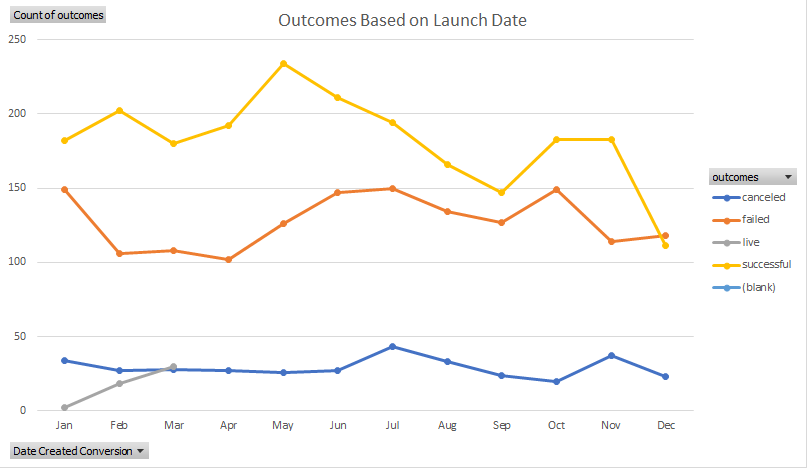 Count of outcomes
Outcomes Based on Launch Date
250
200
150
100
50
0
Jan Feb Mar Apr May Jun Jul Aug Sep Oct Nov Dec
Date Created Conversion
outcomes
canceled
failed
live
successful
(blank)